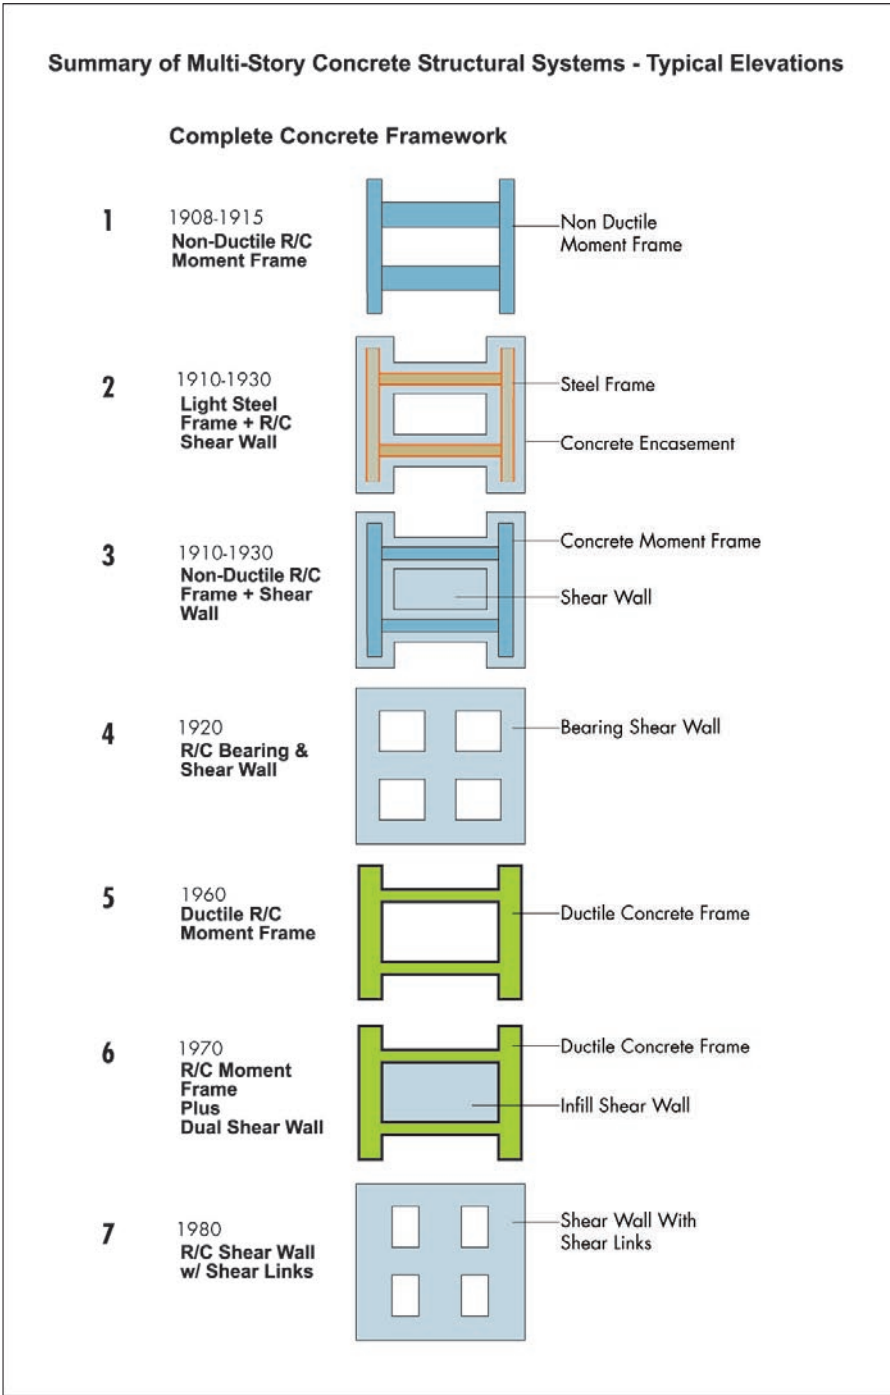 Summary of Multi-Story Concrete Structural Systems - Typical Elevations
Complete Concrete Framework
1
1908-1915
Non-Ductile R/C
Moment Frame
Non Ductile
Moment Frame
2
1910-1930
Light Steel
Frame + R/C
Shear Wall
Steel Frame
Concrete Encasement
3
1910-1930
Non-Ductile R/C
Frame + Shear
Wall
Concrete Moment Frame
Shear Wall
4
1920
R/C Bearing &
Shear Wall
Bearing Shear Wall
5
1960
Ductile R/C
Moment Frame
Ductile Concrete Frame
6
1970
R/C Moment
Frame
Plus
Dual Shear Wall
Ductile Concrete Frame
Infill Shear Wall
7
1980
R/C Shear Wall
w/ Shear Links
Shear Wall With
Shear Links